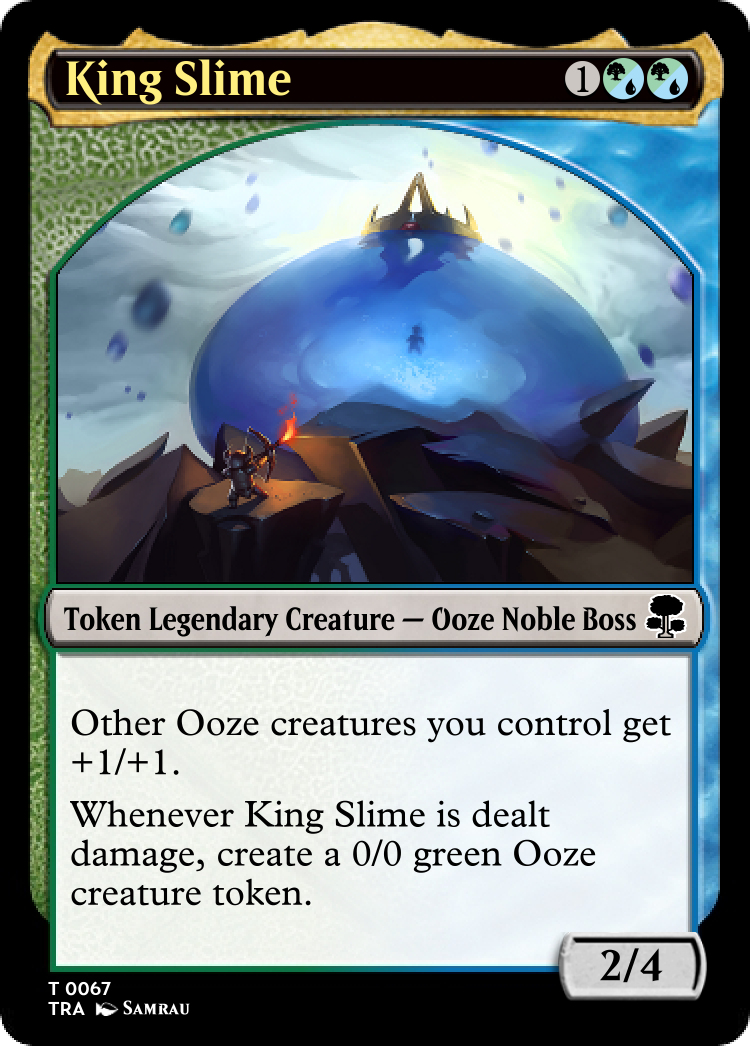 King Slime 1
Token Legendary Creature — Ooze Noble Boss
Other Ooze creatures you control get
+1/+1.
Whenever King Slime is dealt
damage, create a 0/0 green Ooze
creature token.
2/4
T 0067
TRA SAMRAU